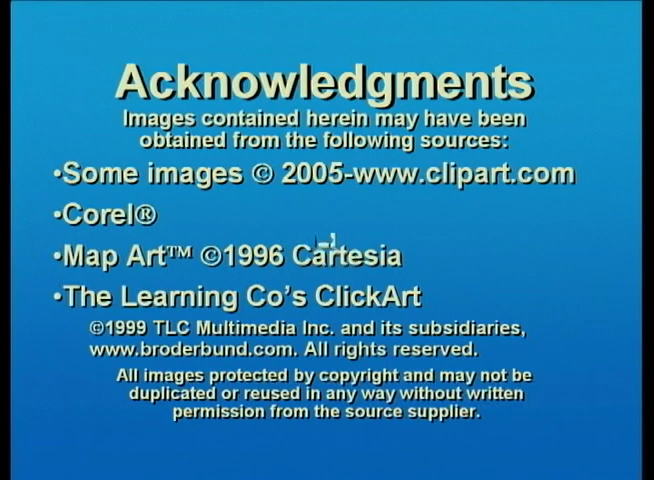 Acknowledgments
Images contained herein may have been
obtained from the following sources:
•Some images © 2005-www.clipart.com
•Corel®
•Map Art™ ©1996 Cartesia
•The Learning Co's ClickArt
©1999 TLC Multimedia Inc. and its subsidiaries,
www.broderbund.com. All rights reserved.
All images protected by copyright and may not be
duplicated or reused in any way without written
permission from the source supplier.